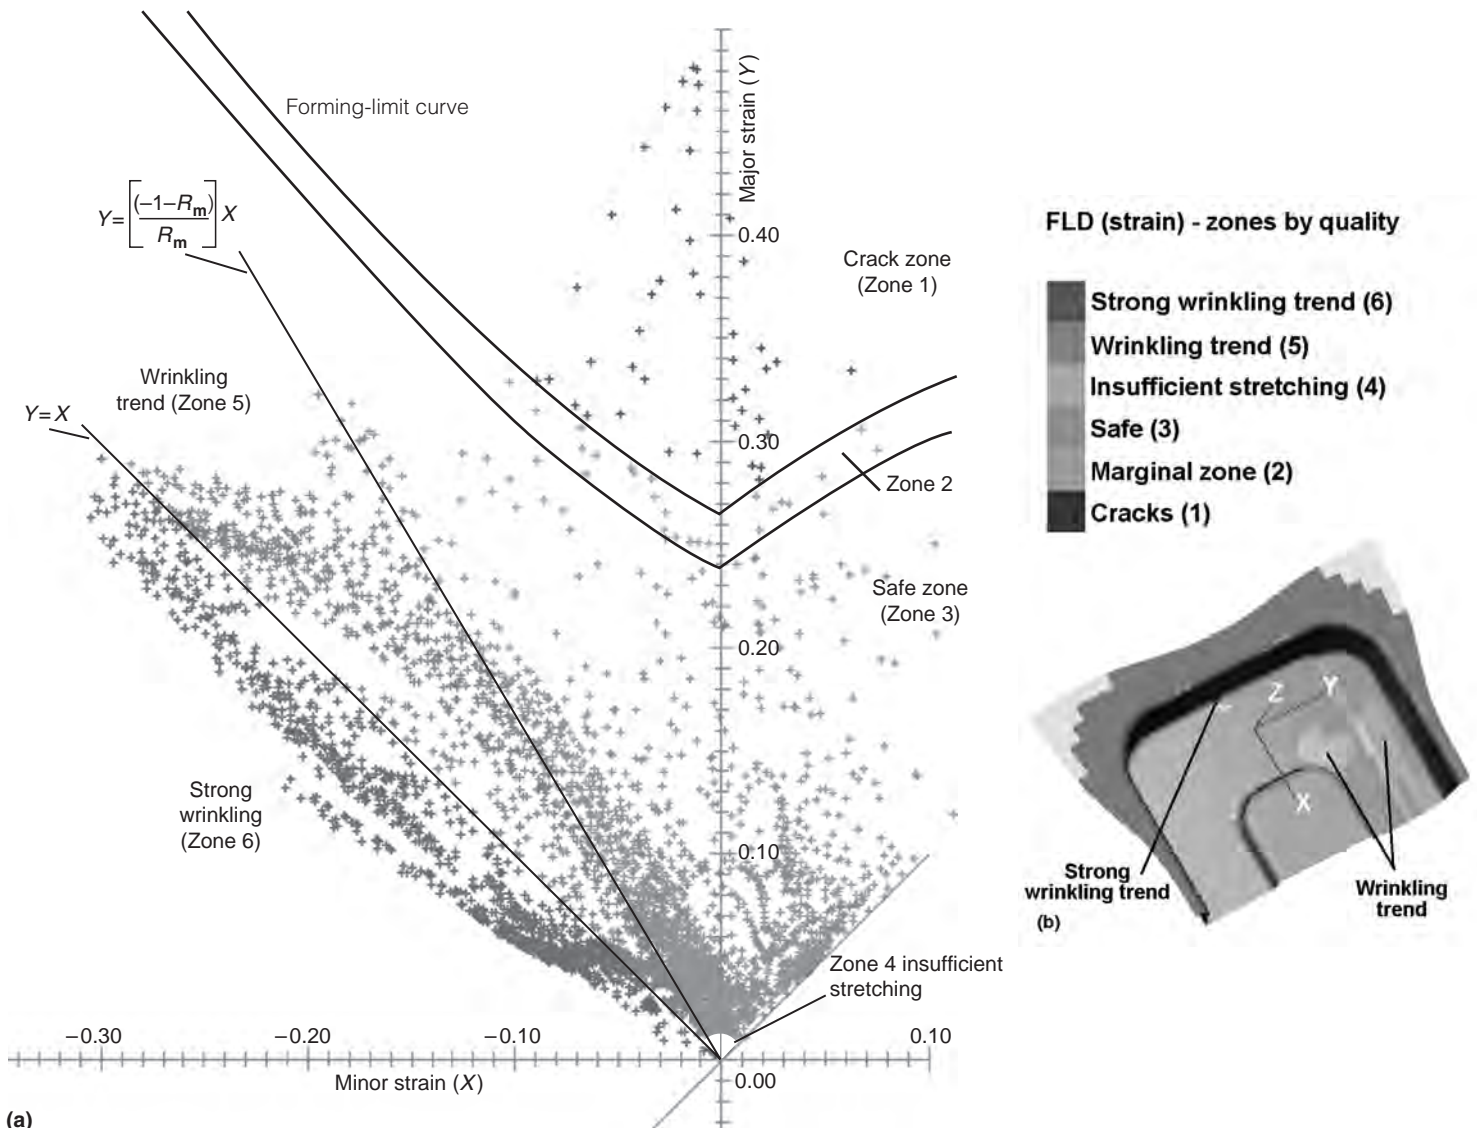 Forming-limit curve
Major strain (Y)
Y=[(–1–Rm)/Rm]X
0.40
Crack zone
(Zone 1)
Wrinkling
trend (Zone 5)
Y=X
0.30
Zone 2
Safe zone
(Zone 3)
0.20
Strong
wrinkling
(Zone 6)
0.10
Zone 4 insufficient
stretching
–0.30
–0.20
–0.10
0.10
Minor strain (X)
0.00
(a)
FLD (strain) - zones by quality
Strong wrinkling trend (6)
Wrinkling trend (5)
Insufficient stretching (4)
Safe (3)
Marginal zone (2)
Cracks (1)
Z
Y
X
Strong
wrinkling trend
Wrinkling
trend
(b)